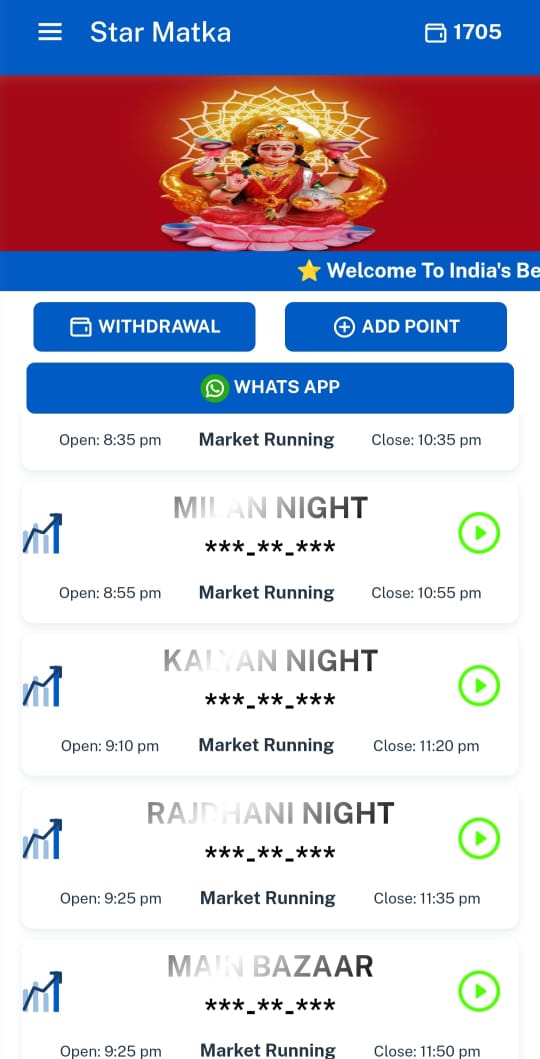 Star Matka
1705
⭐ Welcome To India's Be
WITHDRAWAL
ADD POINT
WHATS APP
Open: 8:35 pm Market Running Close: 10:35 pm
MILAN NIGHT
***-**-***
Open: 8:55 pm Market Running Close: 10:55 pm
KALYAN NIGHT
***-**-***
Open: 9:10 pm Market Running Close: 11:20 pm
RAJDHANI NIGHT
***-**-***
Open: 9:25 pm Market Running Close: 11:35 pm
MAIN BAZAAR
***-**-***
Open: 9:25 pm Market Running Close: 11:50 pm